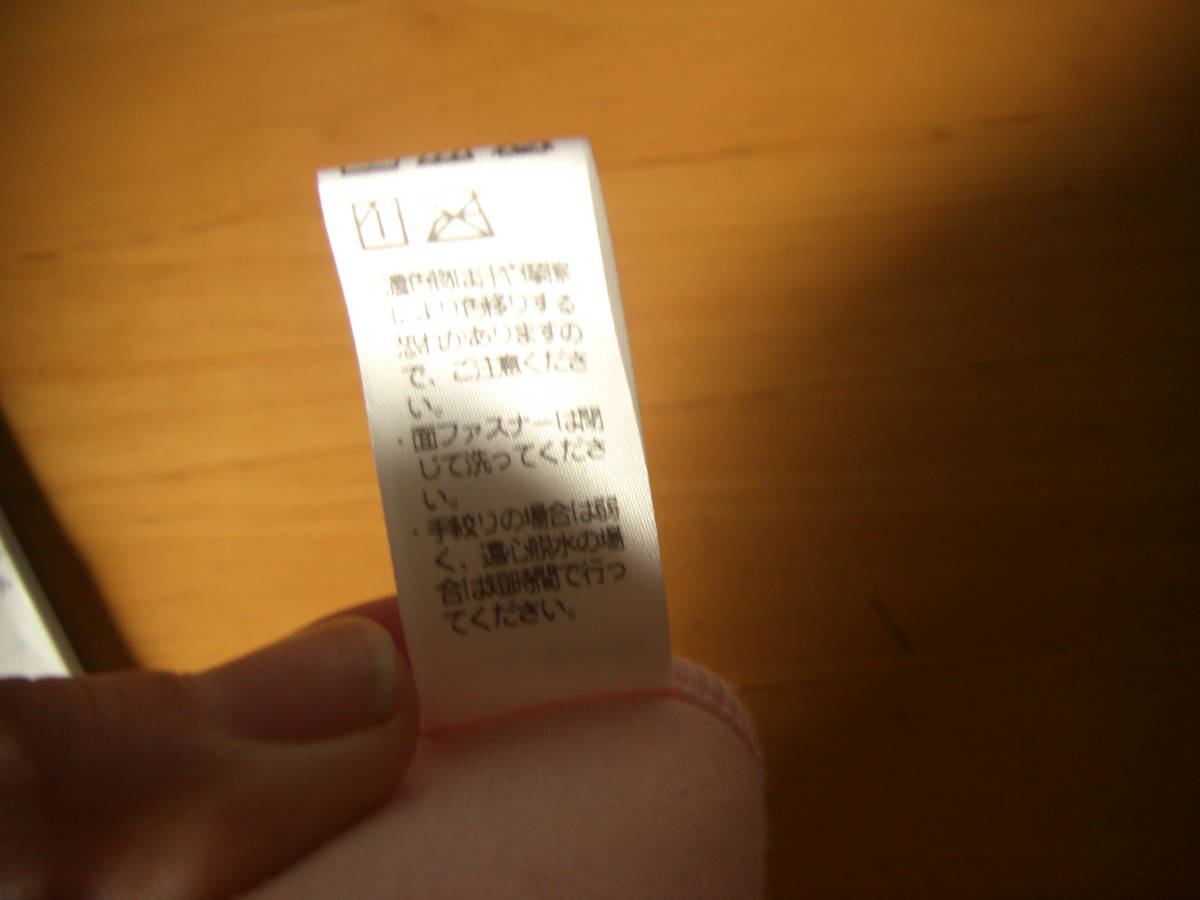 濃色物は汗や摩擦
により色移りする
恐れがありますの
で、ご注意くださ
い。
・面ファスナーは閉
じて洗ってくださ
い。
・手絞りの場合は弱
く、遠心脱水の場
合は短時間で行っ
てください。